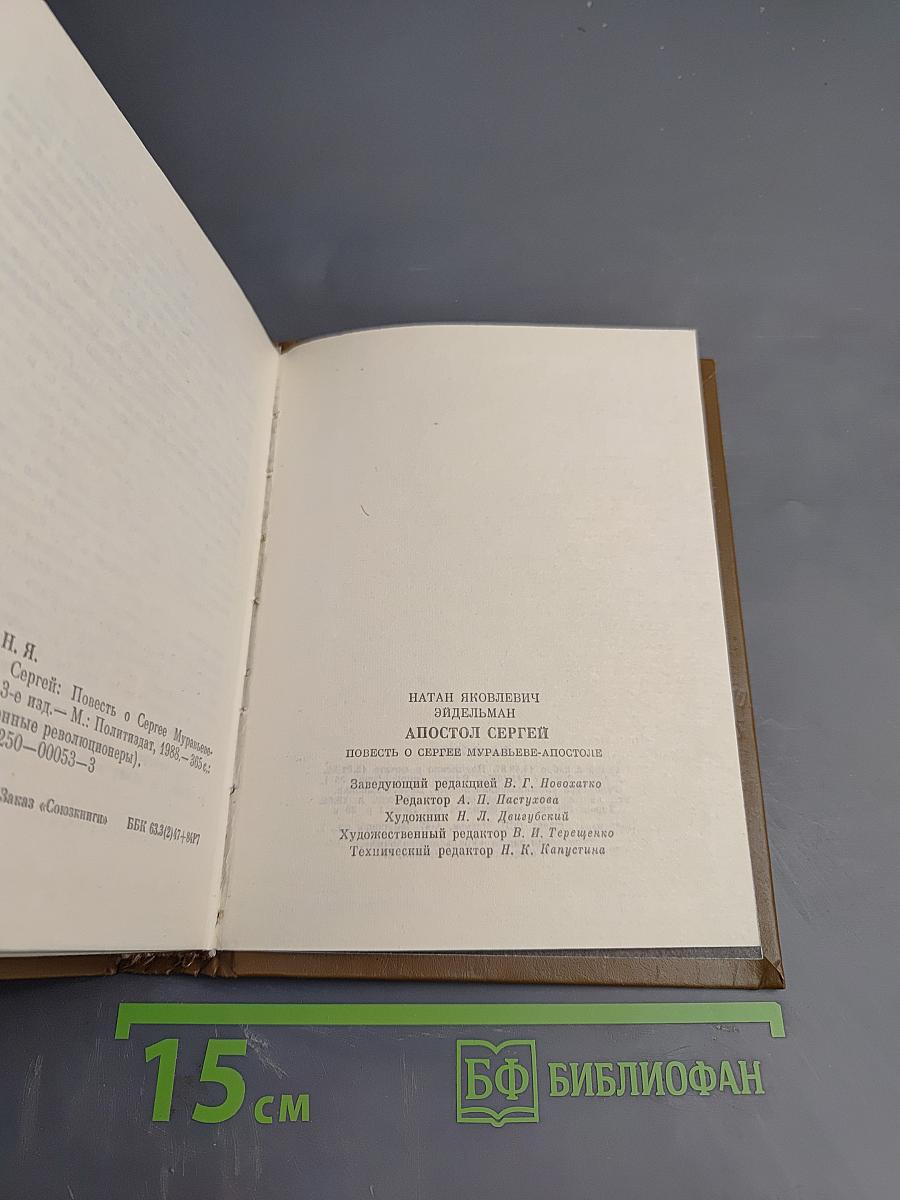 Н. Я.
Сергей: Повесть о Сергее Муравьеве-
3-е изд.— М.: Политиздат, 1988.— 365 с.:
нные революционеры).
250—00053—3
Заказ «Союзкниги» ББК 63.3(2)47+84Р7
НАТАН ЯКОВЛЕВИЧ
ЭЙДЕЛЬМАН
АПОСТОЛ СЕРГЕЙ
ПОВЕСТЬ О СЕРГЕЕ МУРАВЬЕВЕ-АПОСТОЛЕ
Заведующий редакцией В. Г. Новохатко
Редактор А. П. Пастухова
Художник Н. Л. Двигубский
Художественный редактор В. И. Терещенко
Технический редактор Н. К. Капустина
15 см
БФ БИБЛИОФАН